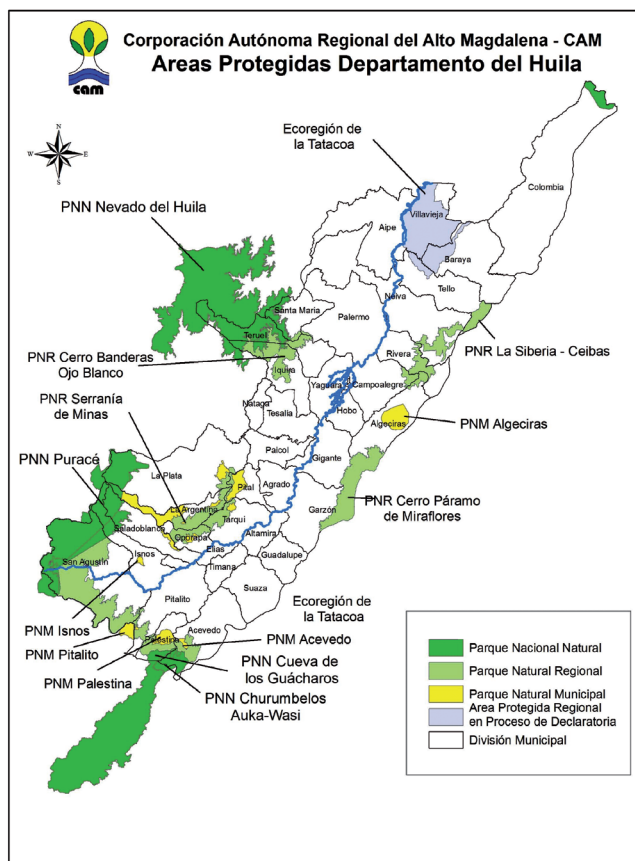 Corporación Autónoma Regional del Alto Magdalena - CAM
Areas Protegidas Departamento del Huila
cam
N
W
E
S
Ecoregión de
la Tatacoa
Colombia
PNN Nevado del Huila
Villavieja
Aipe
Baraya
Tello
Neiva
Santa Maria
Palermo
Teruel
PNR La Siberia - Ceibas
PNR Cerro Banderas
Ojo Blanco
Rivera
Iquira
Yaguara
Campoalegre
PNR Serranía
de Minas
Nataga
Tesalia
Hobo
Algeciras
PNM Algeciras
PNN Puracé
Paicol
Gigante
La Plata
Pital
Agrado
PNR Cerro Páramo
de Miraflores
La Argentina
Garzón
Tarqui
Saladoblanco
Oporapa
Altamira
Elias
Isnos
Guadalupe
San Agustín
Timana
Suaza
Pitalito
Ecoregión de la
Tatacoa
PNM Isnos
Acevedo
Palestina
PNM Acevedo
PNM Pitalito
PNN Cueva de
los Guácharos
PNM Palestina
PNN Churumbelos
Auka-Wasi
Parque Nacional Natural
Parque Natural Regional
Parque Natural Municipal
Area Protegida Regional
en Proceso de Declaratoria
División Municipal